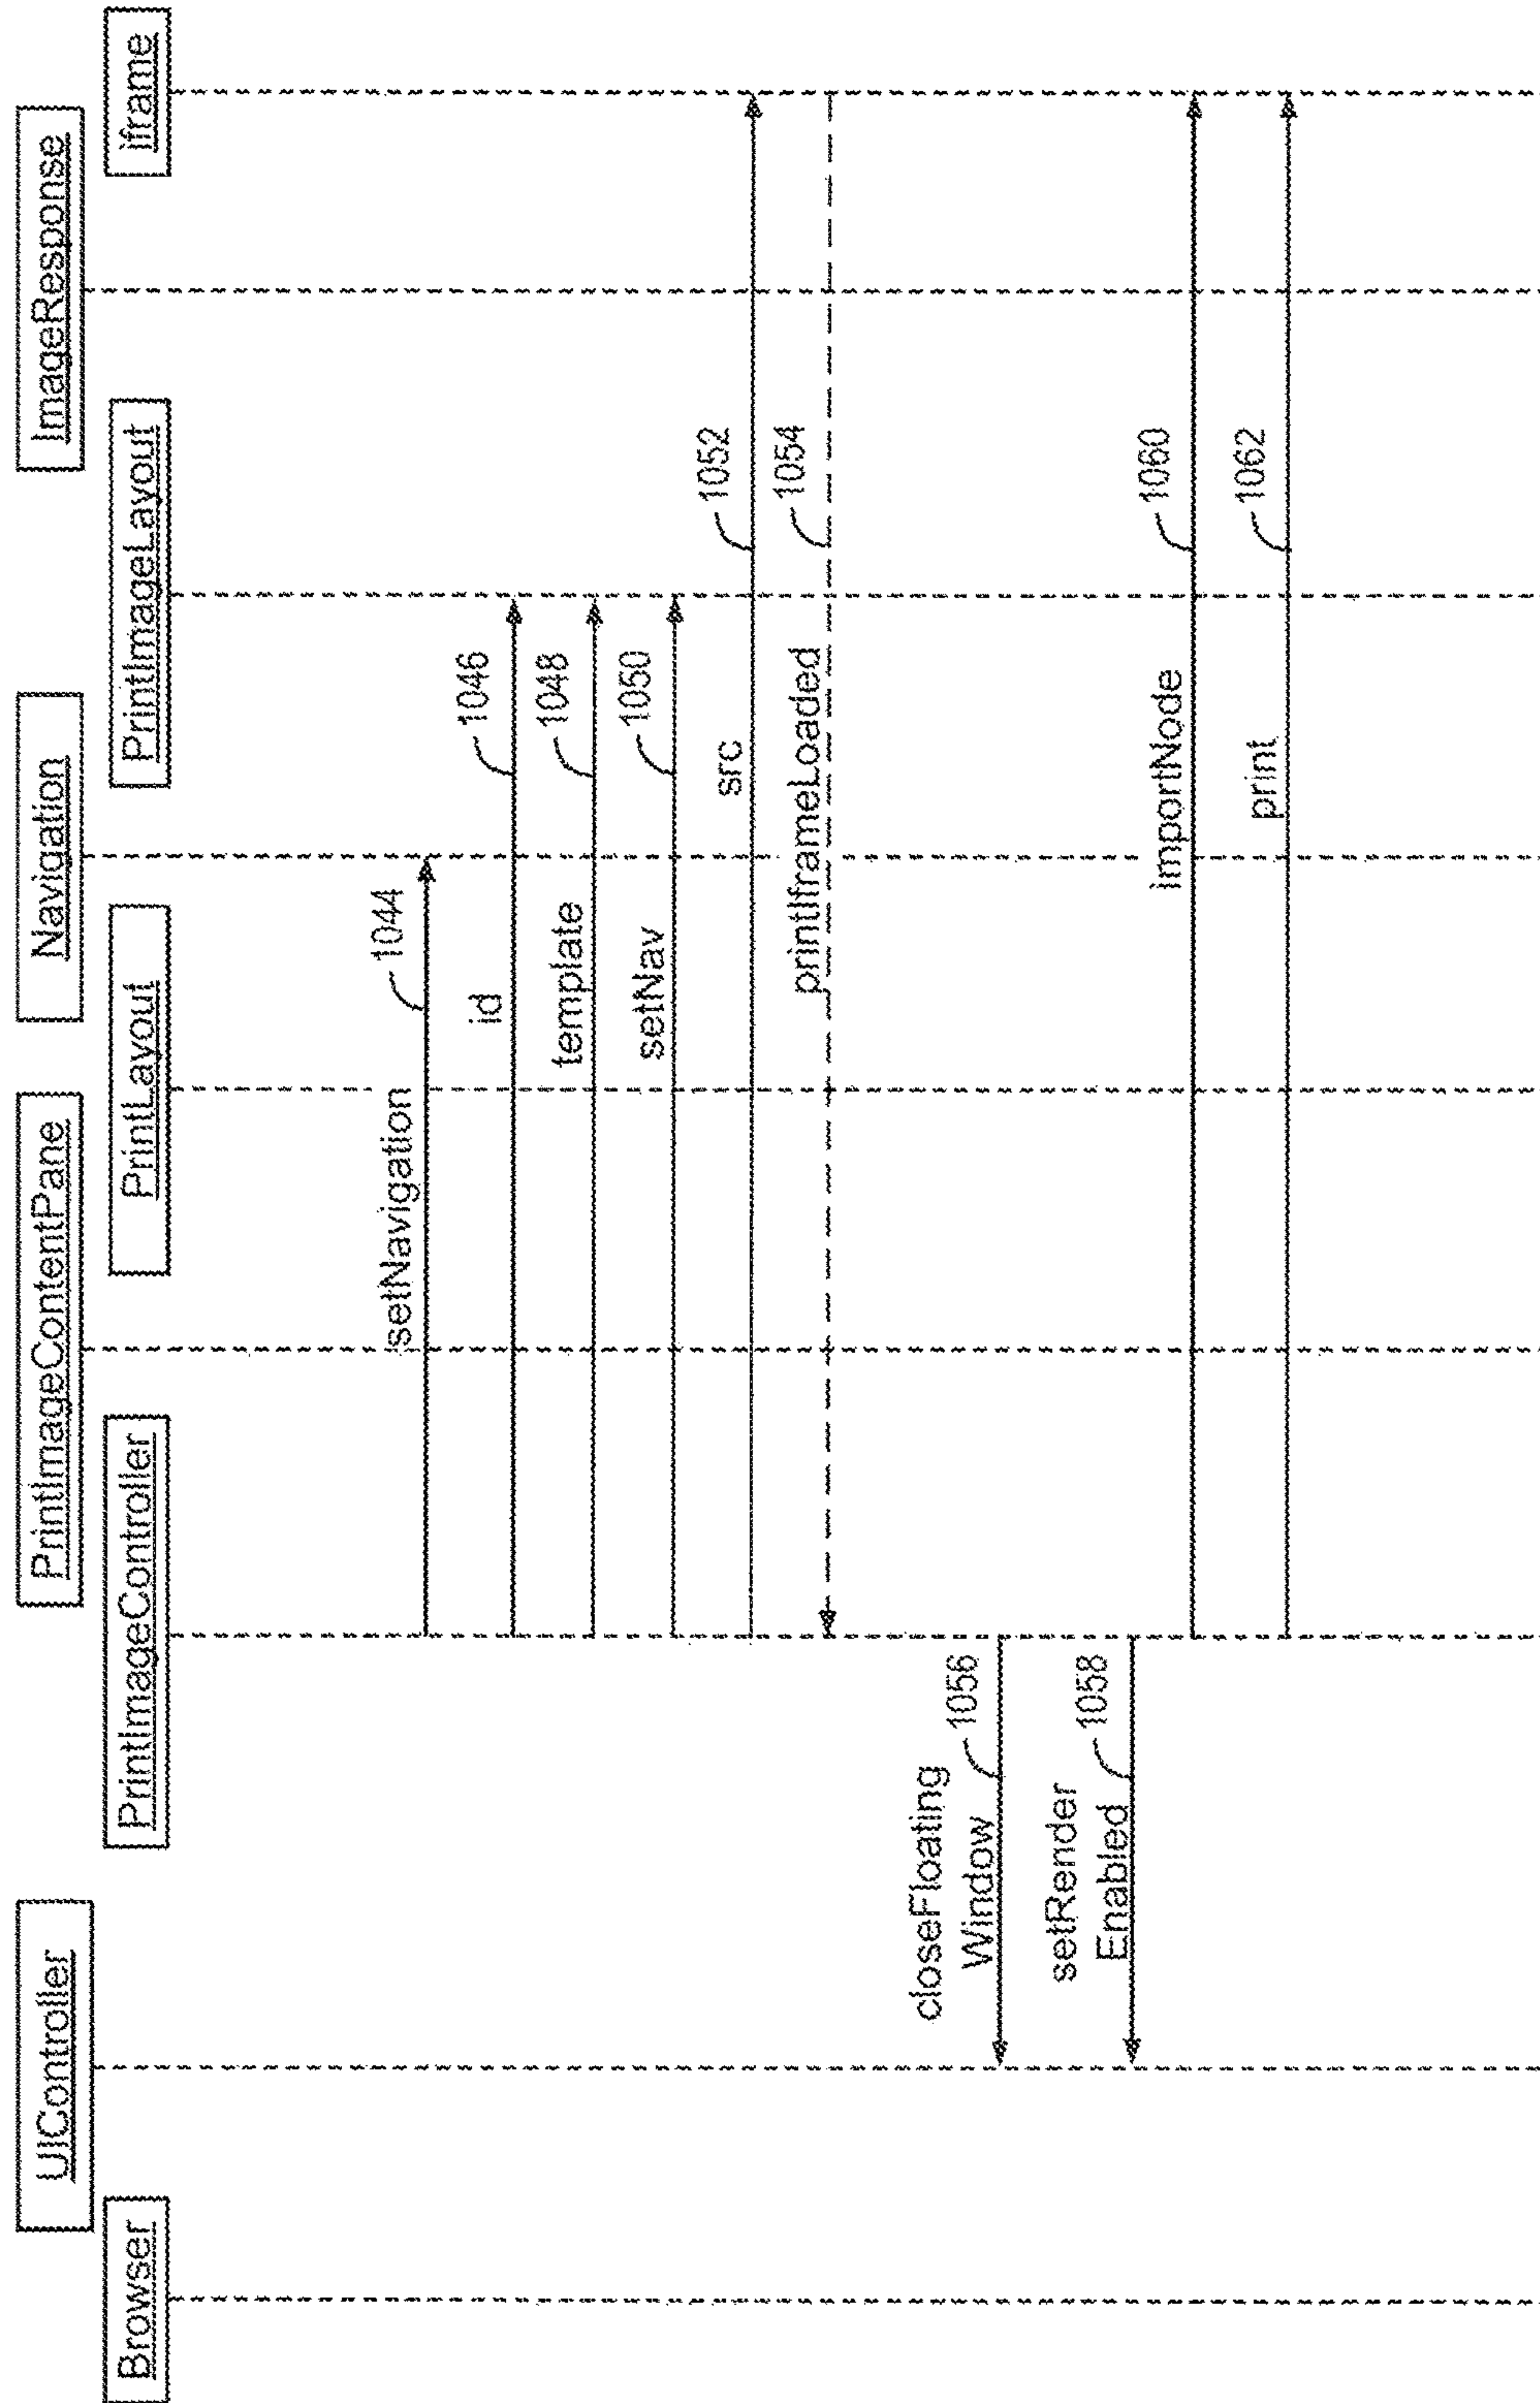 Browser
UIController
PrintImageController
PrintImageContentPane
PrintLayout
Navigation
PrintImageLayout
ImageResponse
iframe
setNavigation
1044
id
1046
template
1048
setNav
1050
src
1052
printIframeLoaded
1054
closeFloating
Window
1056
setRender
Enabled
1058
importNode
1060
print
1062